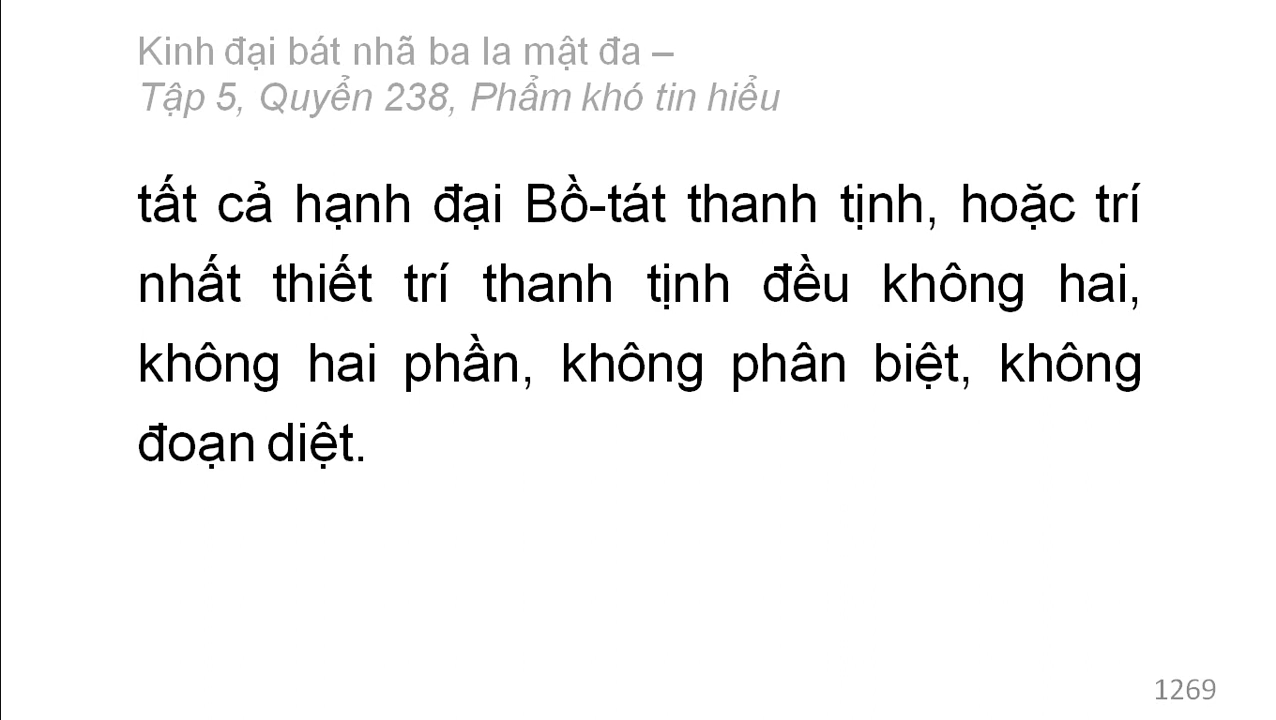 Kinh đại bát nhã ba la mật đa –
Tập 5, Quyển 238, Phẩm khó tin hiểu
tất cả hạnh đại Bồ-tát thanh tịnh, hoặc trí
nhất thiết trí thanh tịnh đều không hai,
không hai phần, không phân biệt, không
đoạn diệt.
1269